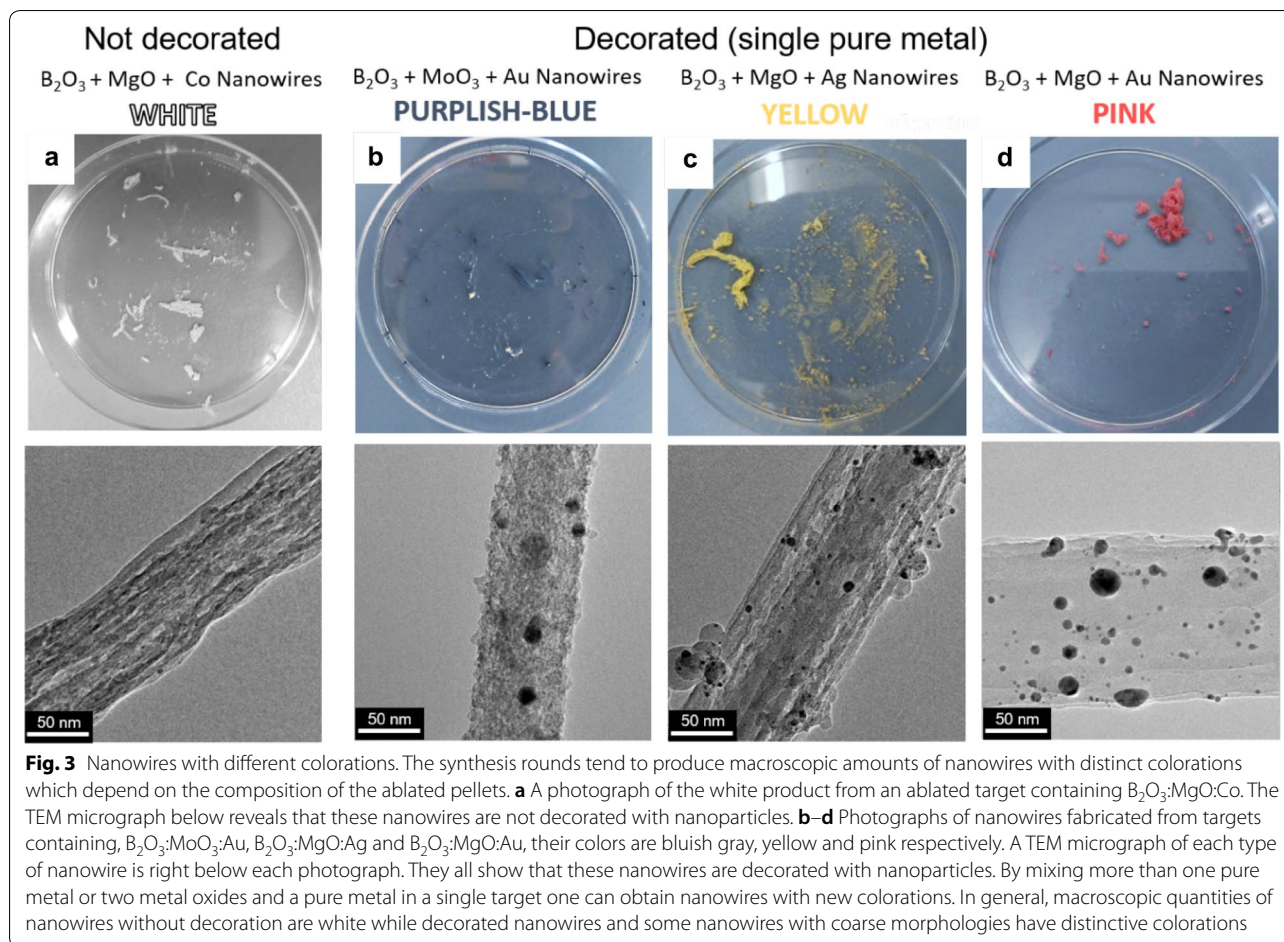 Not decorated
Decorated (single pure metal)
B₂O₃ + MgO + Co Nanowires
B₂O₃ + MoO₃ + Au Nanowires
B₂O₃ + MgO + Ag Nanowires
B₂O₃ + MgO + Au Nanowires
WHITE
PURPLISH-BLUE
YELLOW
PINK
a
b
c
d
50 nm
50 nm
50 nm
50 nm
Fig. 3 Nanowires with different colorations. The synthesis rounds tend to produce macroscopic amounts of nanowires with distinct colorations
which depend on the composition of the ablated pellets. a A photograph of the white product from an ablated target containing B₂O₃:MgO:Co. The
TEM micrograph below reveals that these nanowires are not decorated with nanoparticles. b–d Photographs of nanowires fabricated from targets
containing, B₂O₃:MoO₃:Au, B₂O₃:MgO:Ag and B₂O₃:MgO:Au, their colors are bluish gray, yellow and pink respectively. A TEM micrograph of each type
of nanowire is right below each photograph. They all show that these nanowires are decorated with nanoparticles. By mixing more than one pure
metal or two metal oxides and a pure metal in a single target one can obtain nanowires with new colorations. In general, macroscopic quantities of
nanowires without decoration are white while decorated nanowires and some nanowires with coarse morphologies have distinctive colorations